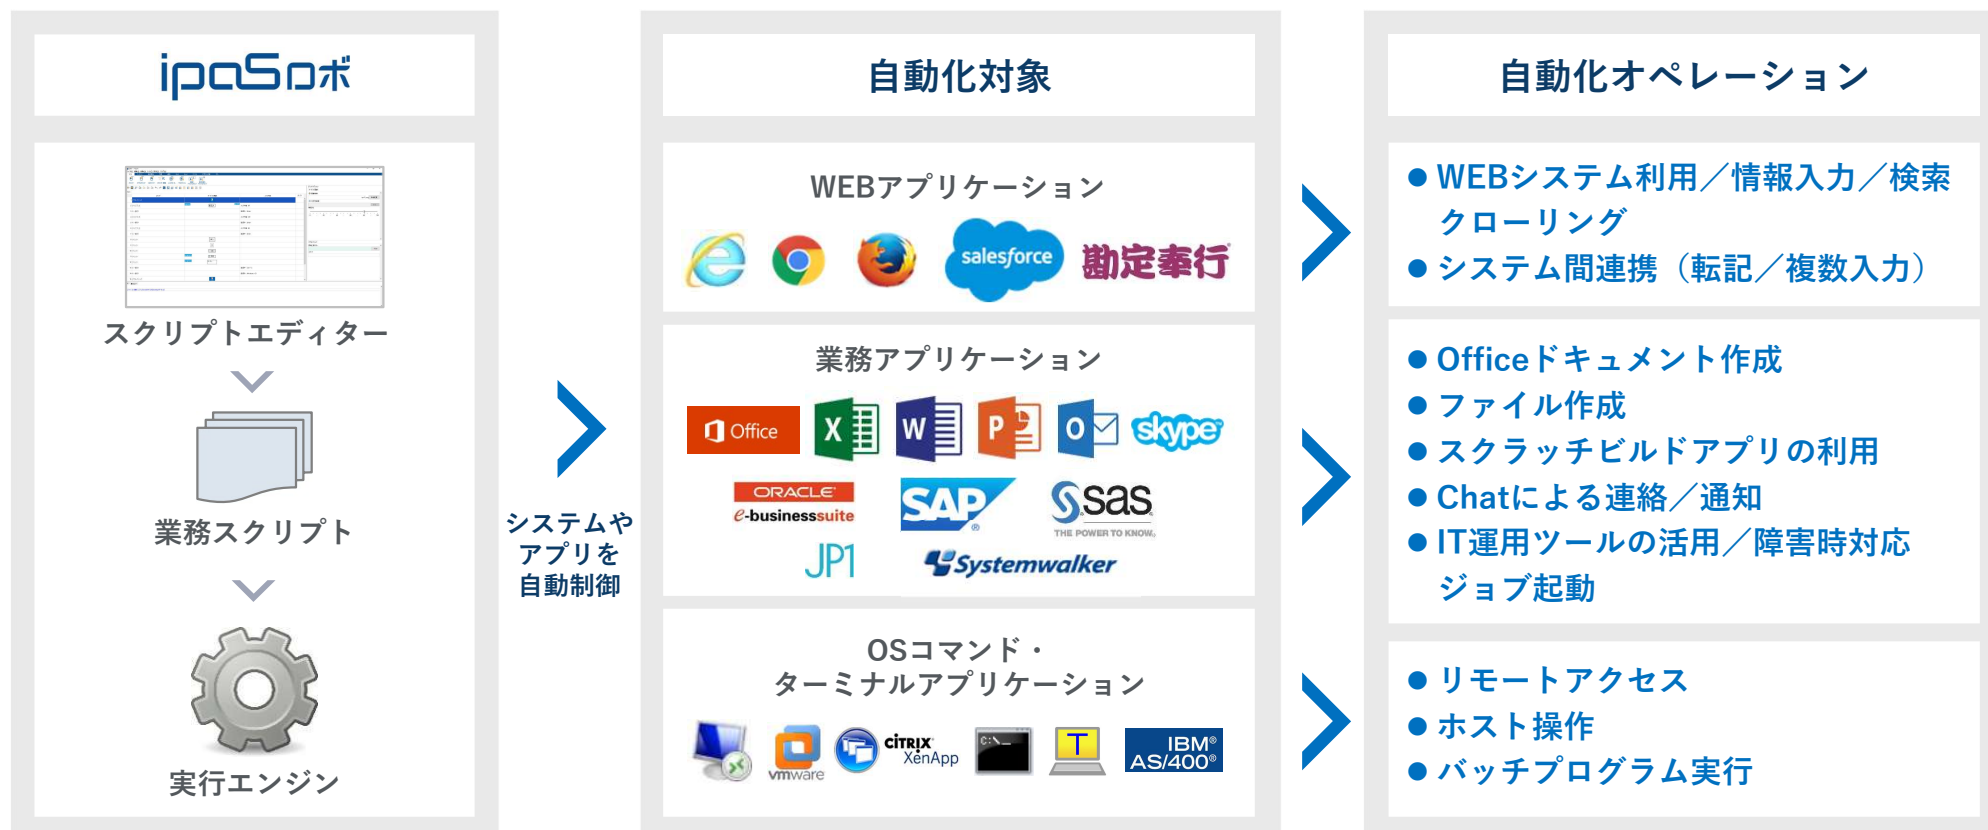 ipaSロボ
スクリプトエディター
業務スクリプト
実行エンジン
システムや
アプリを
自動制御
自動化対象
WEBアプリケーション
salesforce
勘定奉行
業務アプリケーション
Office
X
W
P
O
skype
ORACLE
e-businesssuite
SAP
sas
THE POWER TO KNOW.
JP1
Systemwalker
OSコマンド・
ターミナルアプリケーション
vmware
CITRIX
XenApp
C:\_
T
IBM®
AS/400®
自動化オペレーション
● WEBシステム利用／情報入力／検索
クローリング
● システム間連携（転記／複数入力）
● Officeドキュメント作成
● ファイル作成
● スクラッチビルドアプリの利用
● Chatによる連絡／通知
● IT運用ツールの活用／障害時対応
ジョブ起動
● リモートアクセス
● ホスト操作
● バッチプログラム実行